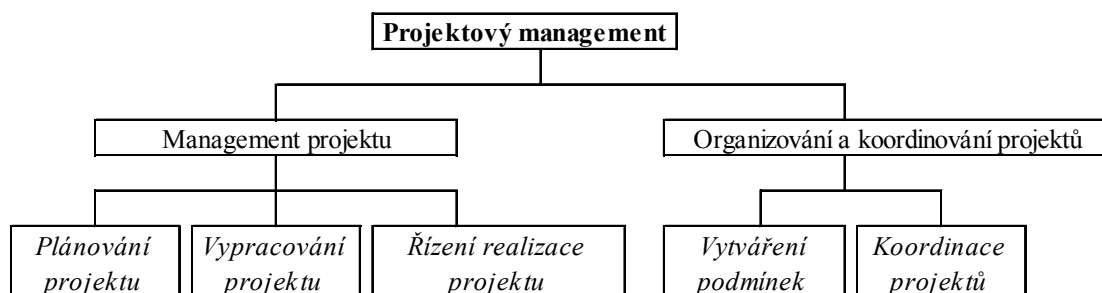 Projektový management
Management projektu
Organizování a koordinování projektů
Plánování
projektu
Vypracování
projektu
Řízení realizace
projektu
Vytváření
podmínek
Koordinace
projektů